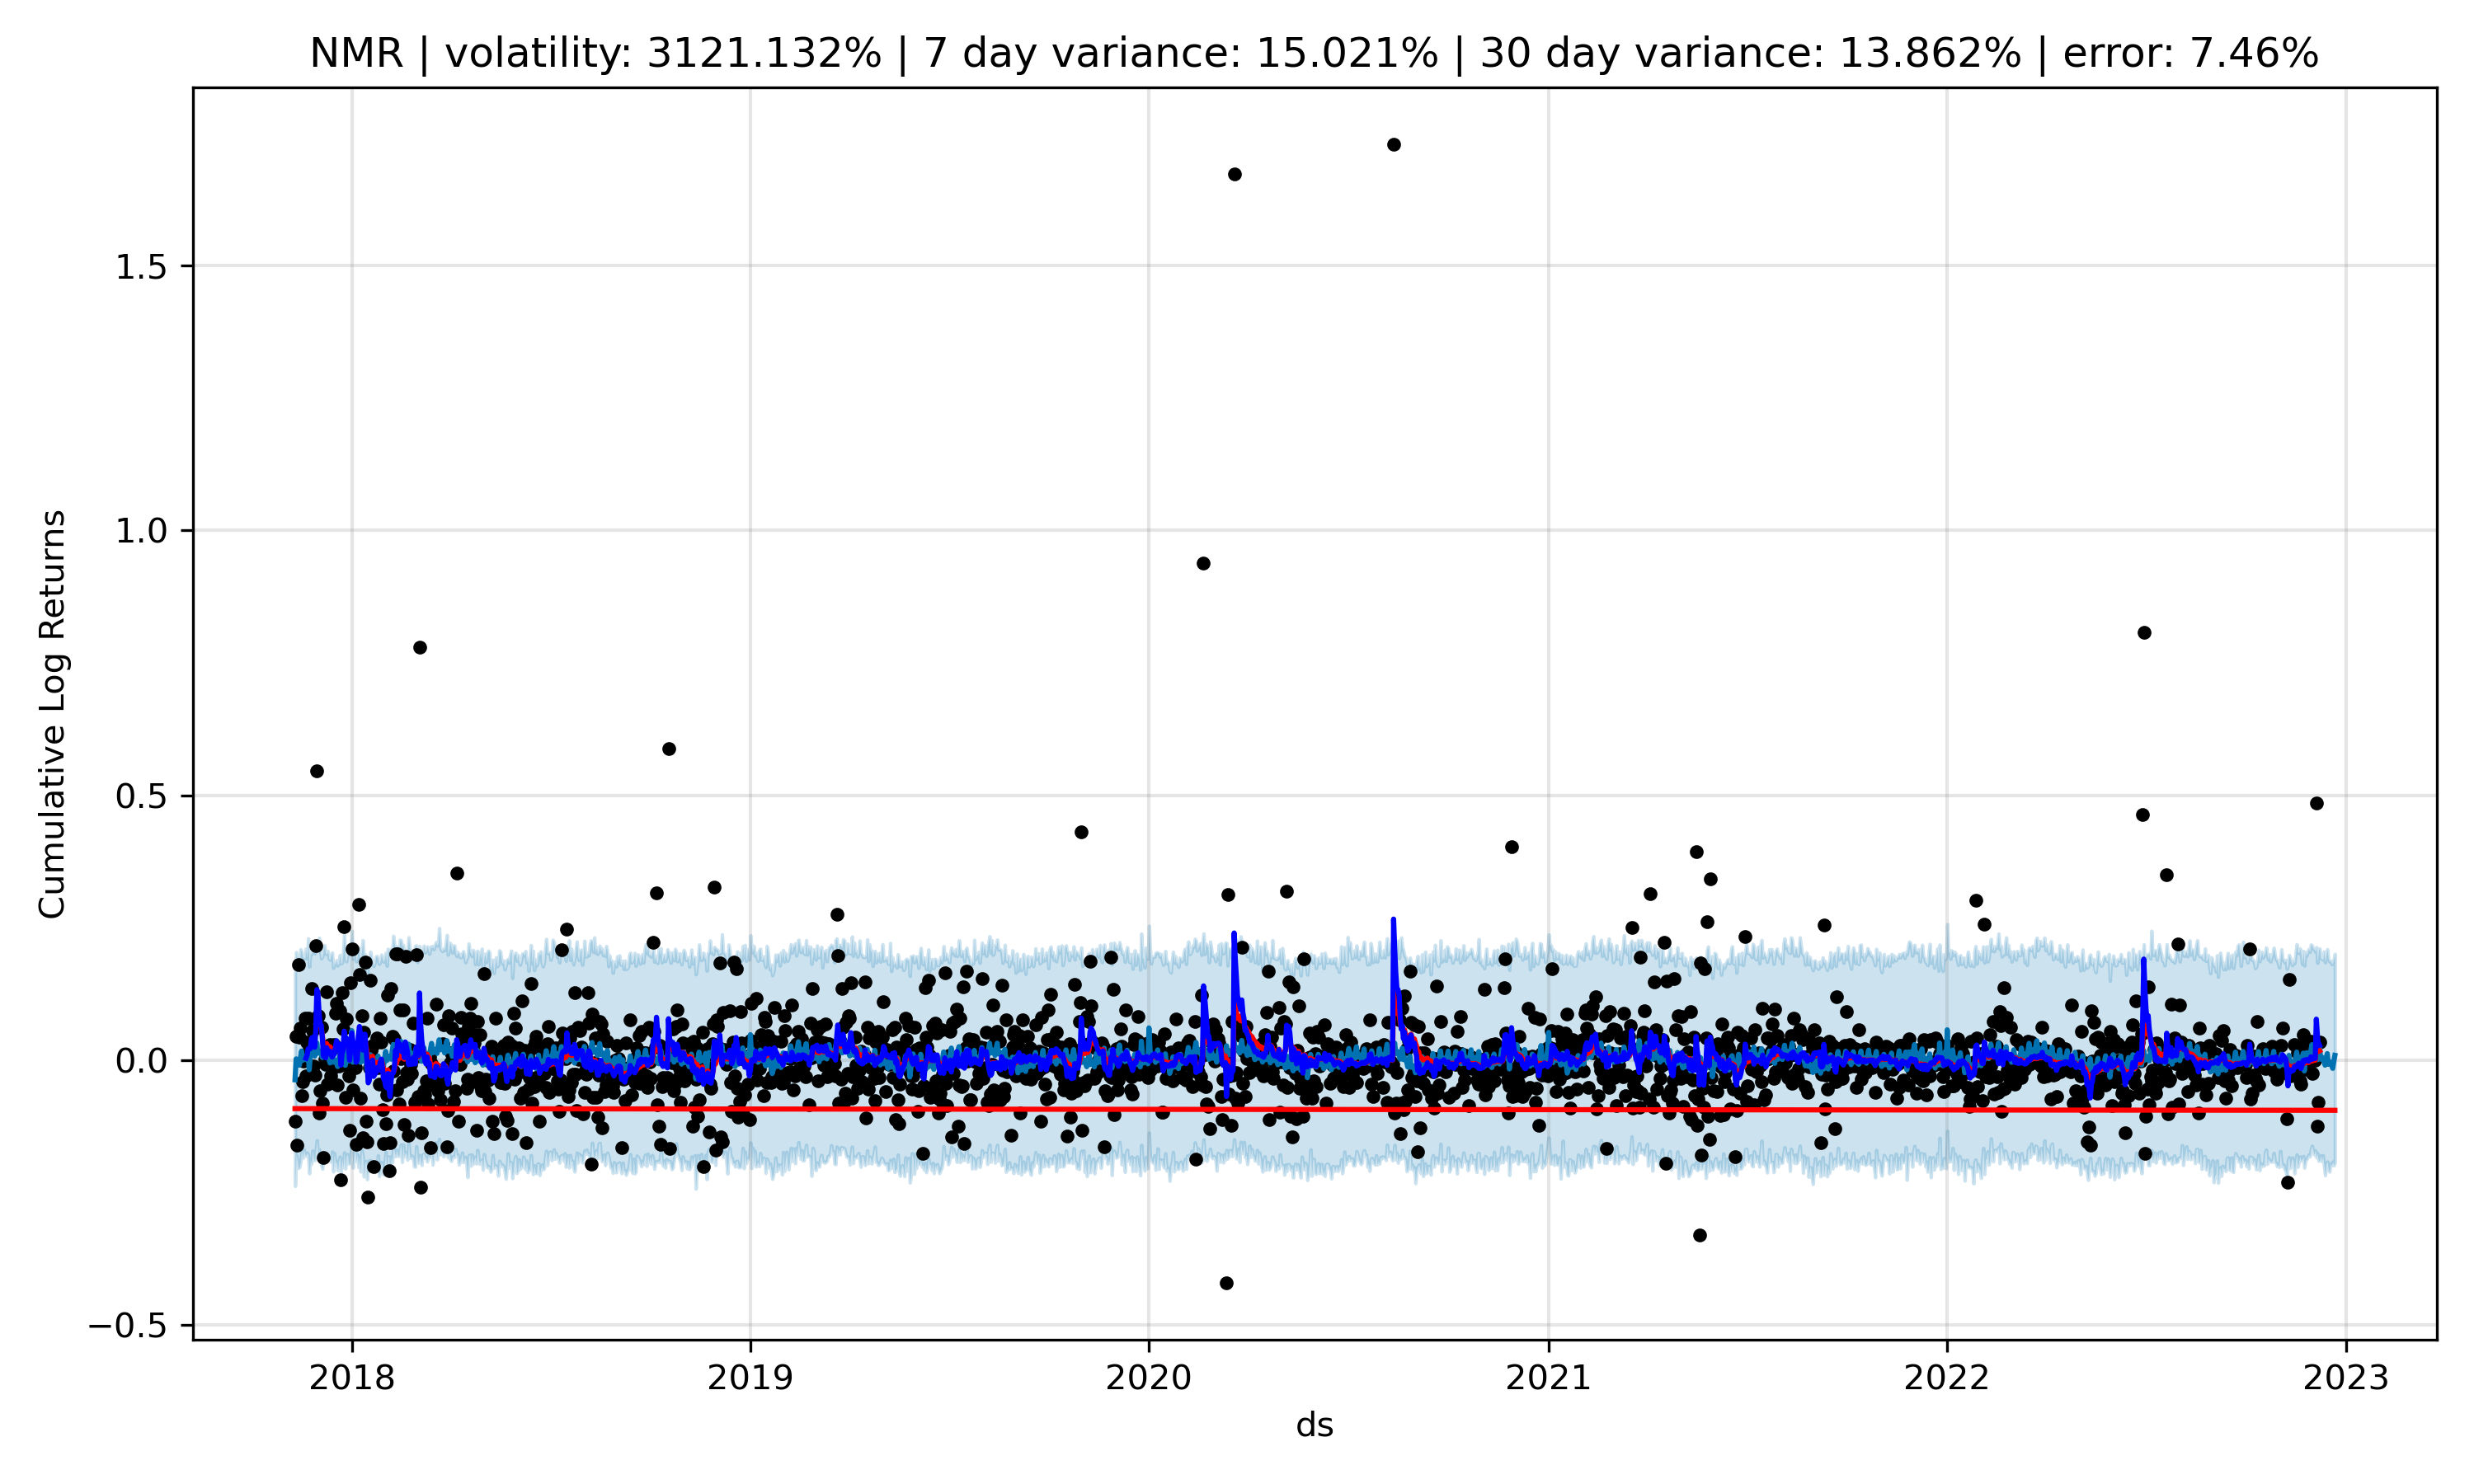 NMR | volatility: 3121.132% | 7 day variance: 15.021% | 30 day variance: 13.862% | error: 7.46%
Cumulative Log Returns
1.5
1.0
0.5
0.0
−0.5
2018 2019 2020 2021 2022 2023
ds